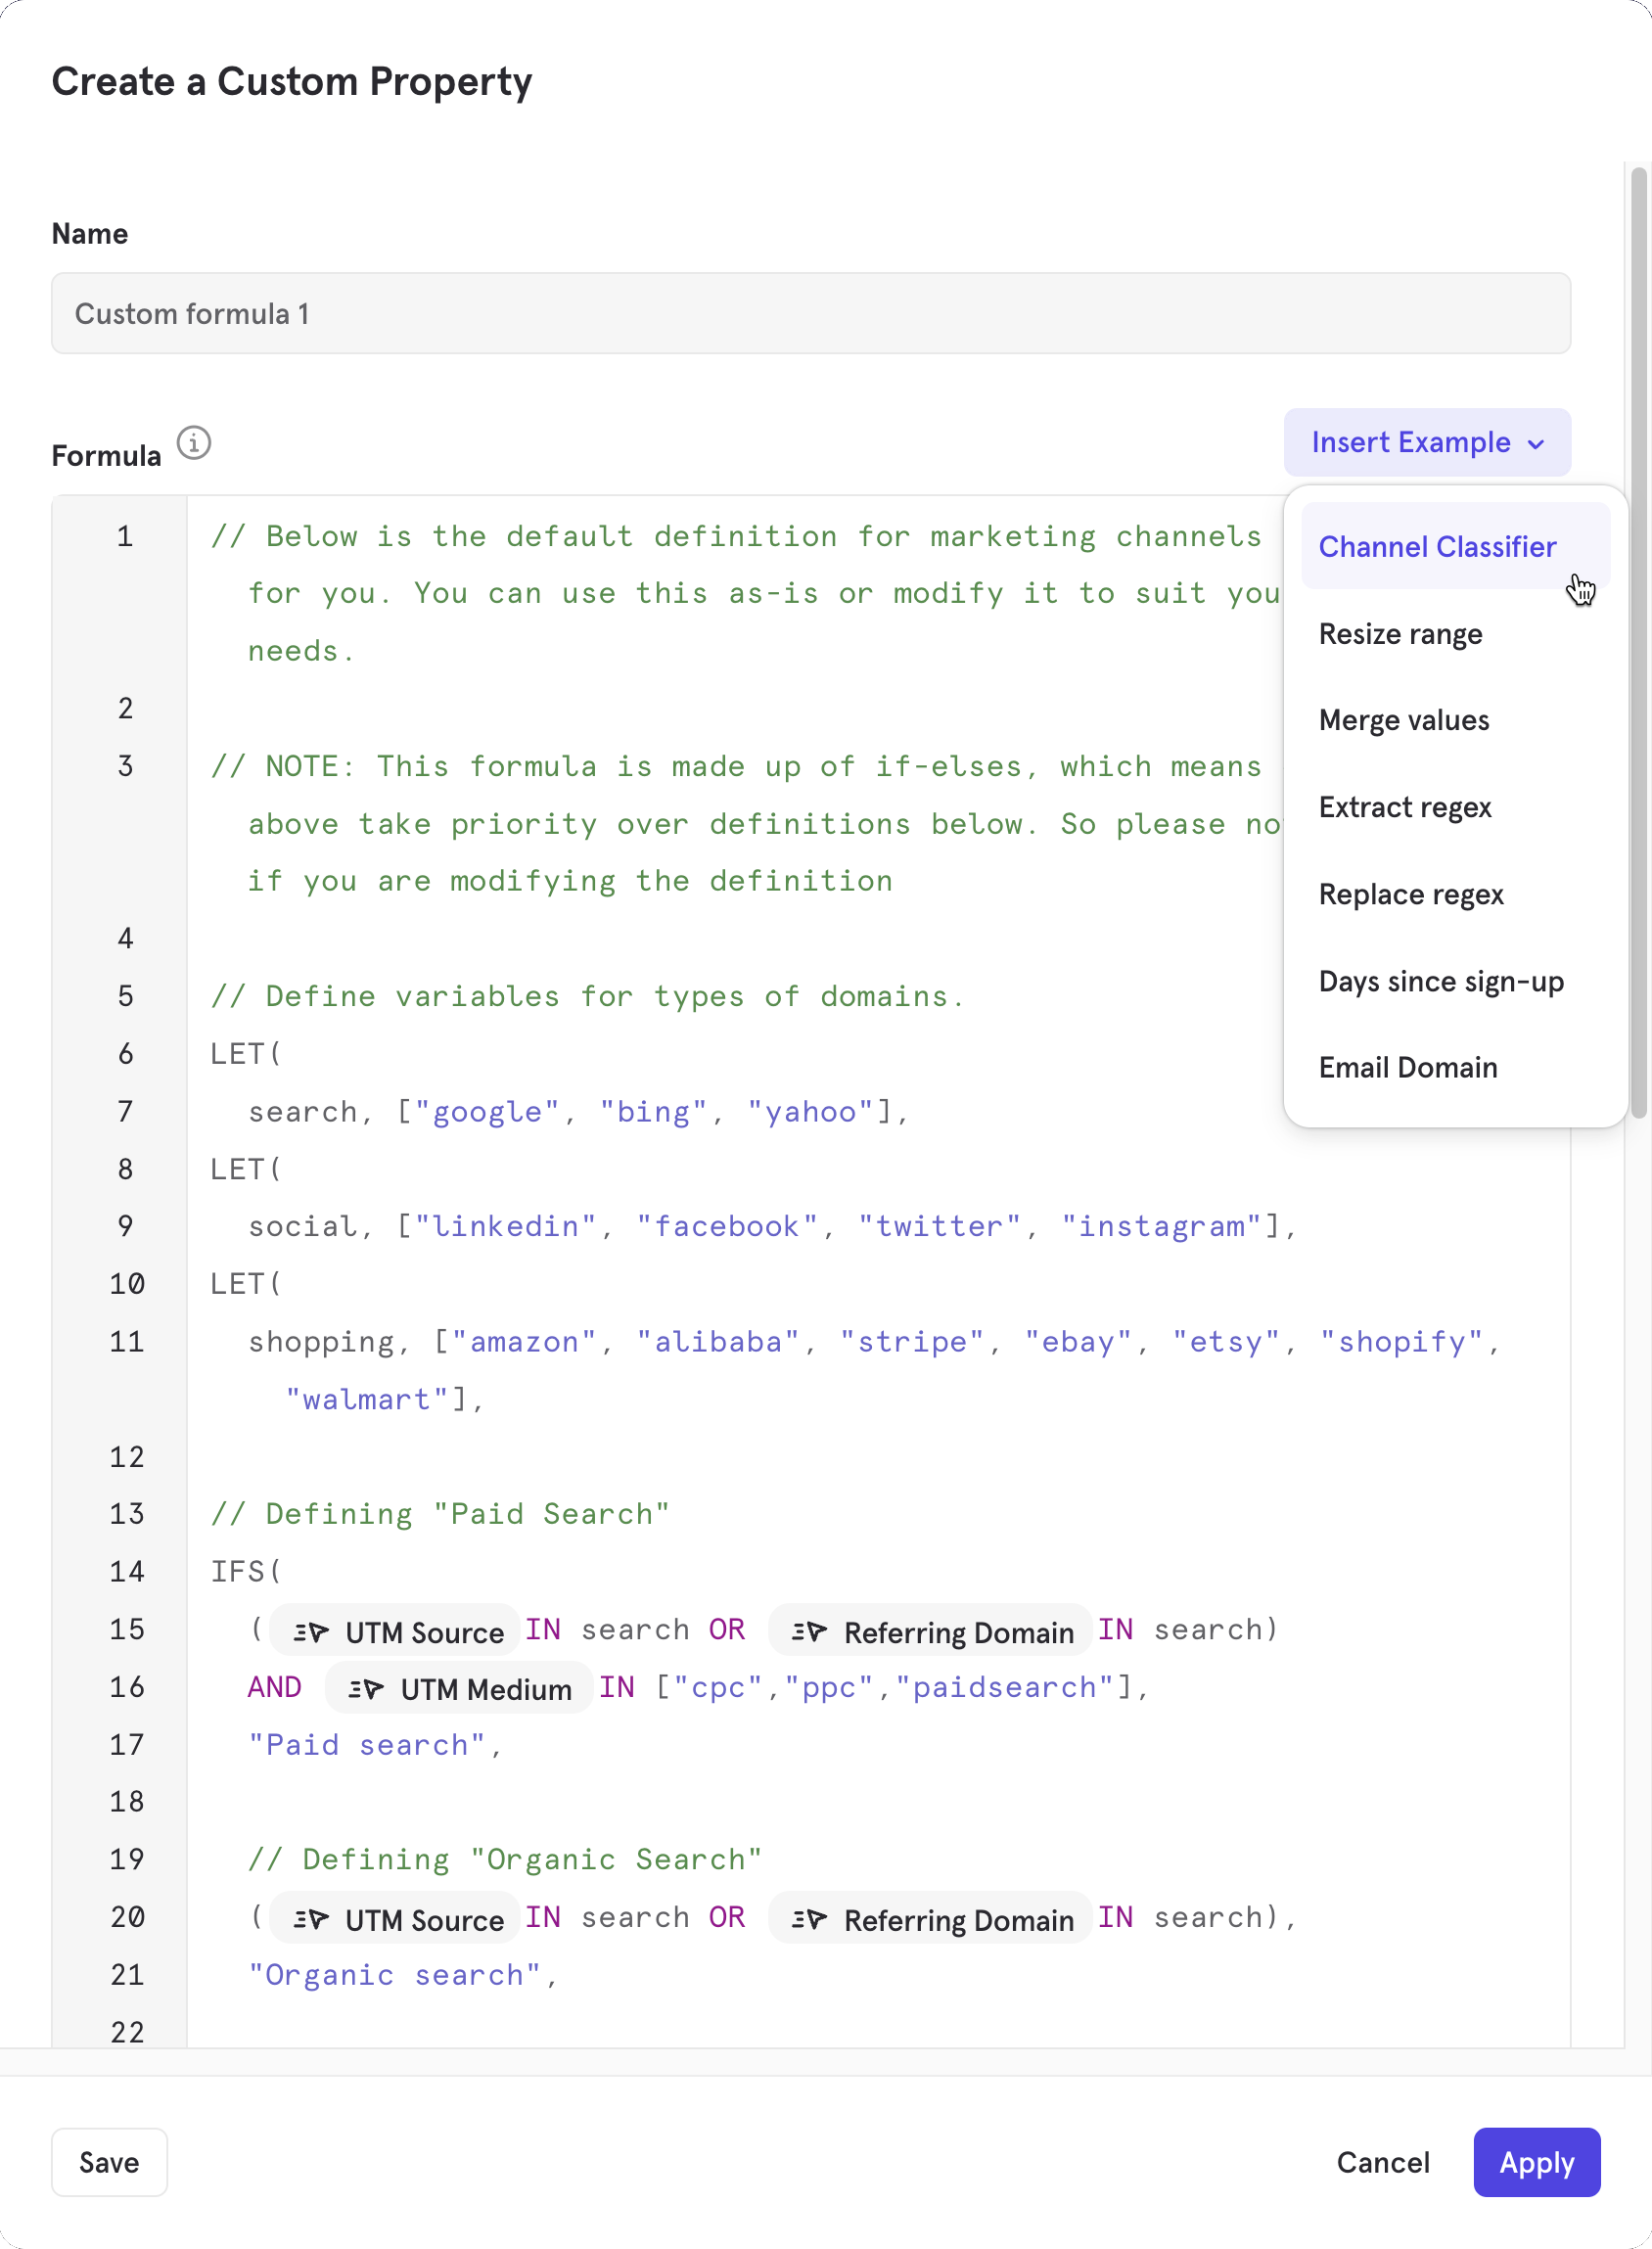 Create a Custom Property
Name
Custom formula 1
Formula
Insert Example
Channel Classifier
Resize range
Merge values
Extract regex
Replace regex
Days since sign-up
Email Domain
1 // Below is the default definition for marketing channels
for you. You can use this as-is or modify it to suit you
needs.
2
3 // NOTE: This formula is made up of if-elses, which means
above take priority over definitions below. So please
if you are modifying the definition
4
5 // Define variables for types of domains.
6 LET(
7 search, ["google", "bing", "yahoo"],
8 LET(
9 social, ["linkedin", "facebook", "twitter", "instagram"],
10 LET(
11 shopping, ["amazon", "alibaba", "stripe", "ebay", "etsy", "shopify",
"walmart"],
12
13 // Defining "Paid Search"
14 IFS(
15 ( UTM Source IN search OR Referring Domain IN search)
16 AND UTM Medium IN ["cpc","ppc","paidsearch"],
17 "Paid search",
18
19 // Defining "Organic Search"
20 ( UTM Source IN search OR Referring Domain IN search),
21 "Organic search",
22
Save
Cancel
Apply